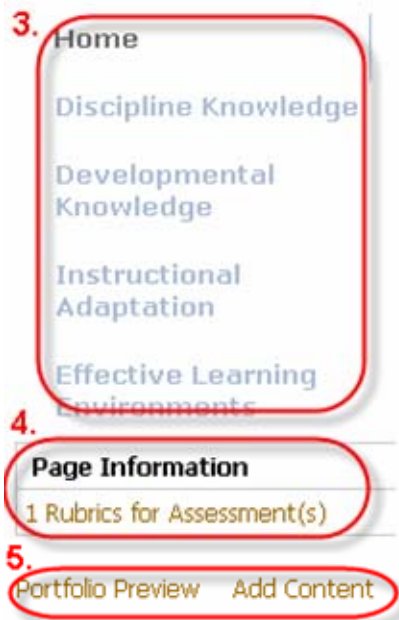 3.
Home
Discipline Knowledge
Developmental
Knowledge
Instructional
Adaptation
Effective Learning
Environments
4.
Page Information
1 Rubrics for Assessment(s)
5.
Portfolio Preview Add Content